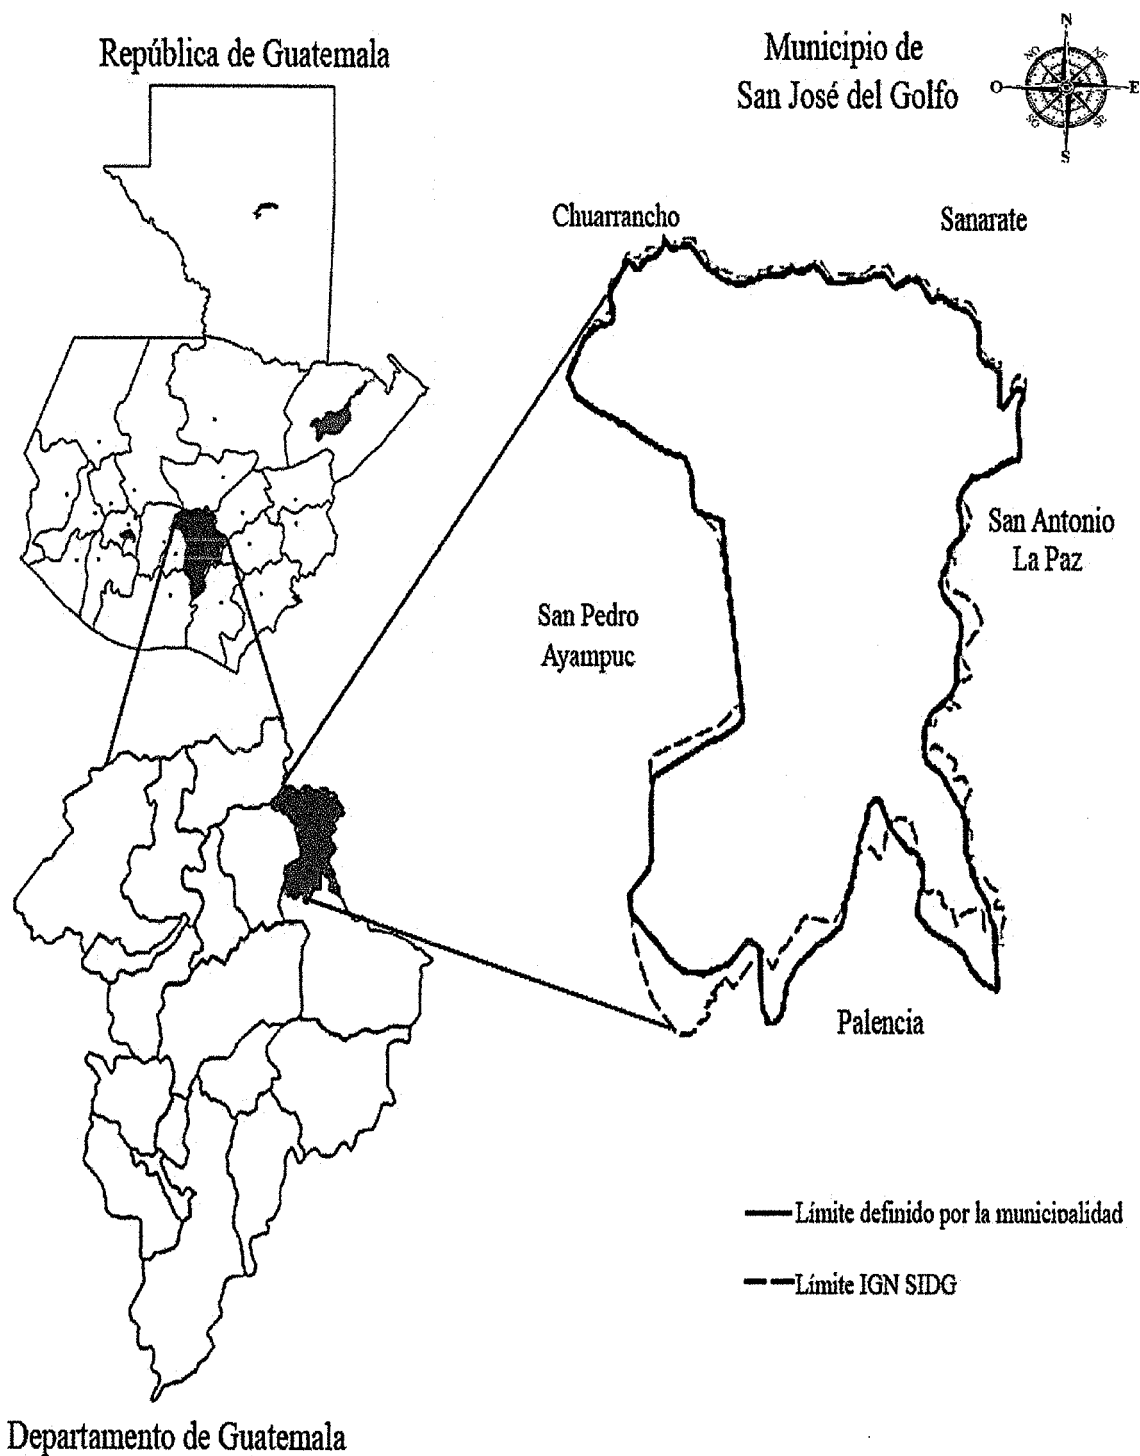 República de Guatemala
Municipio de
San José del Golfo
N
NO
NE
O
E
SO
SE
S
Chuarrancho
Sanarate
San Antonio
La Paz
San Pedro
Ayampuc
Palencia
Límite definido por la municipalidad
Límite IGN SIDG
Departamento de Guatemala